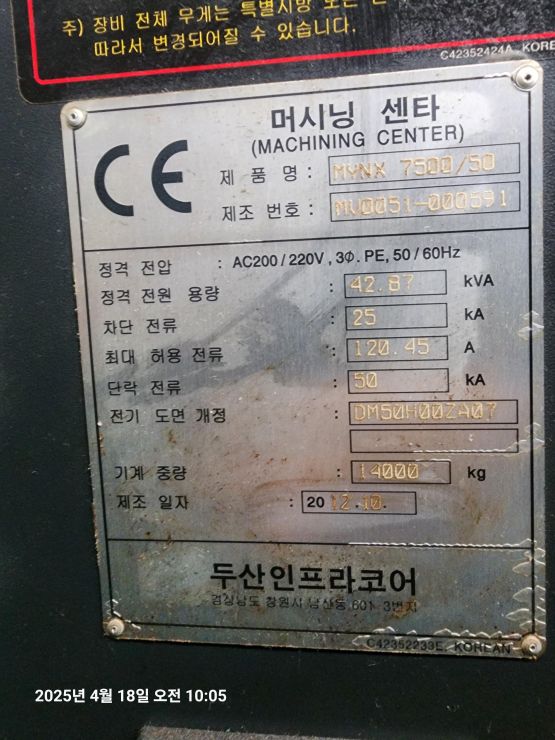 주) 장비 전체 무게는 특별사양 또는
따라서 변경되어질 수 있습니다.
C42352424A, KORE
머시닝 센타
(MACHINING CENTER)
CE
제 품 명 : MYNX 7500/50
제조 번호 : MV0051-000591
정격 전압 : AC200/220V, 3Φ. PE, 50/60Hz
정격 전원 용량 : 42.87 kVA
차단 전류 : 25 kA
최대 허용 전류 : 120.45 A
단락 전류 : 50 kA
전기 도면 개정 : DM50H00ZA07
기계 중량 : 14000 kg
제조 일자 : 20 12.10.
두산인프라코어
경상남도 창원시 남산동 601-3번지
C42352233E, KOREAN
2025년 4월 18일 오전 10:05